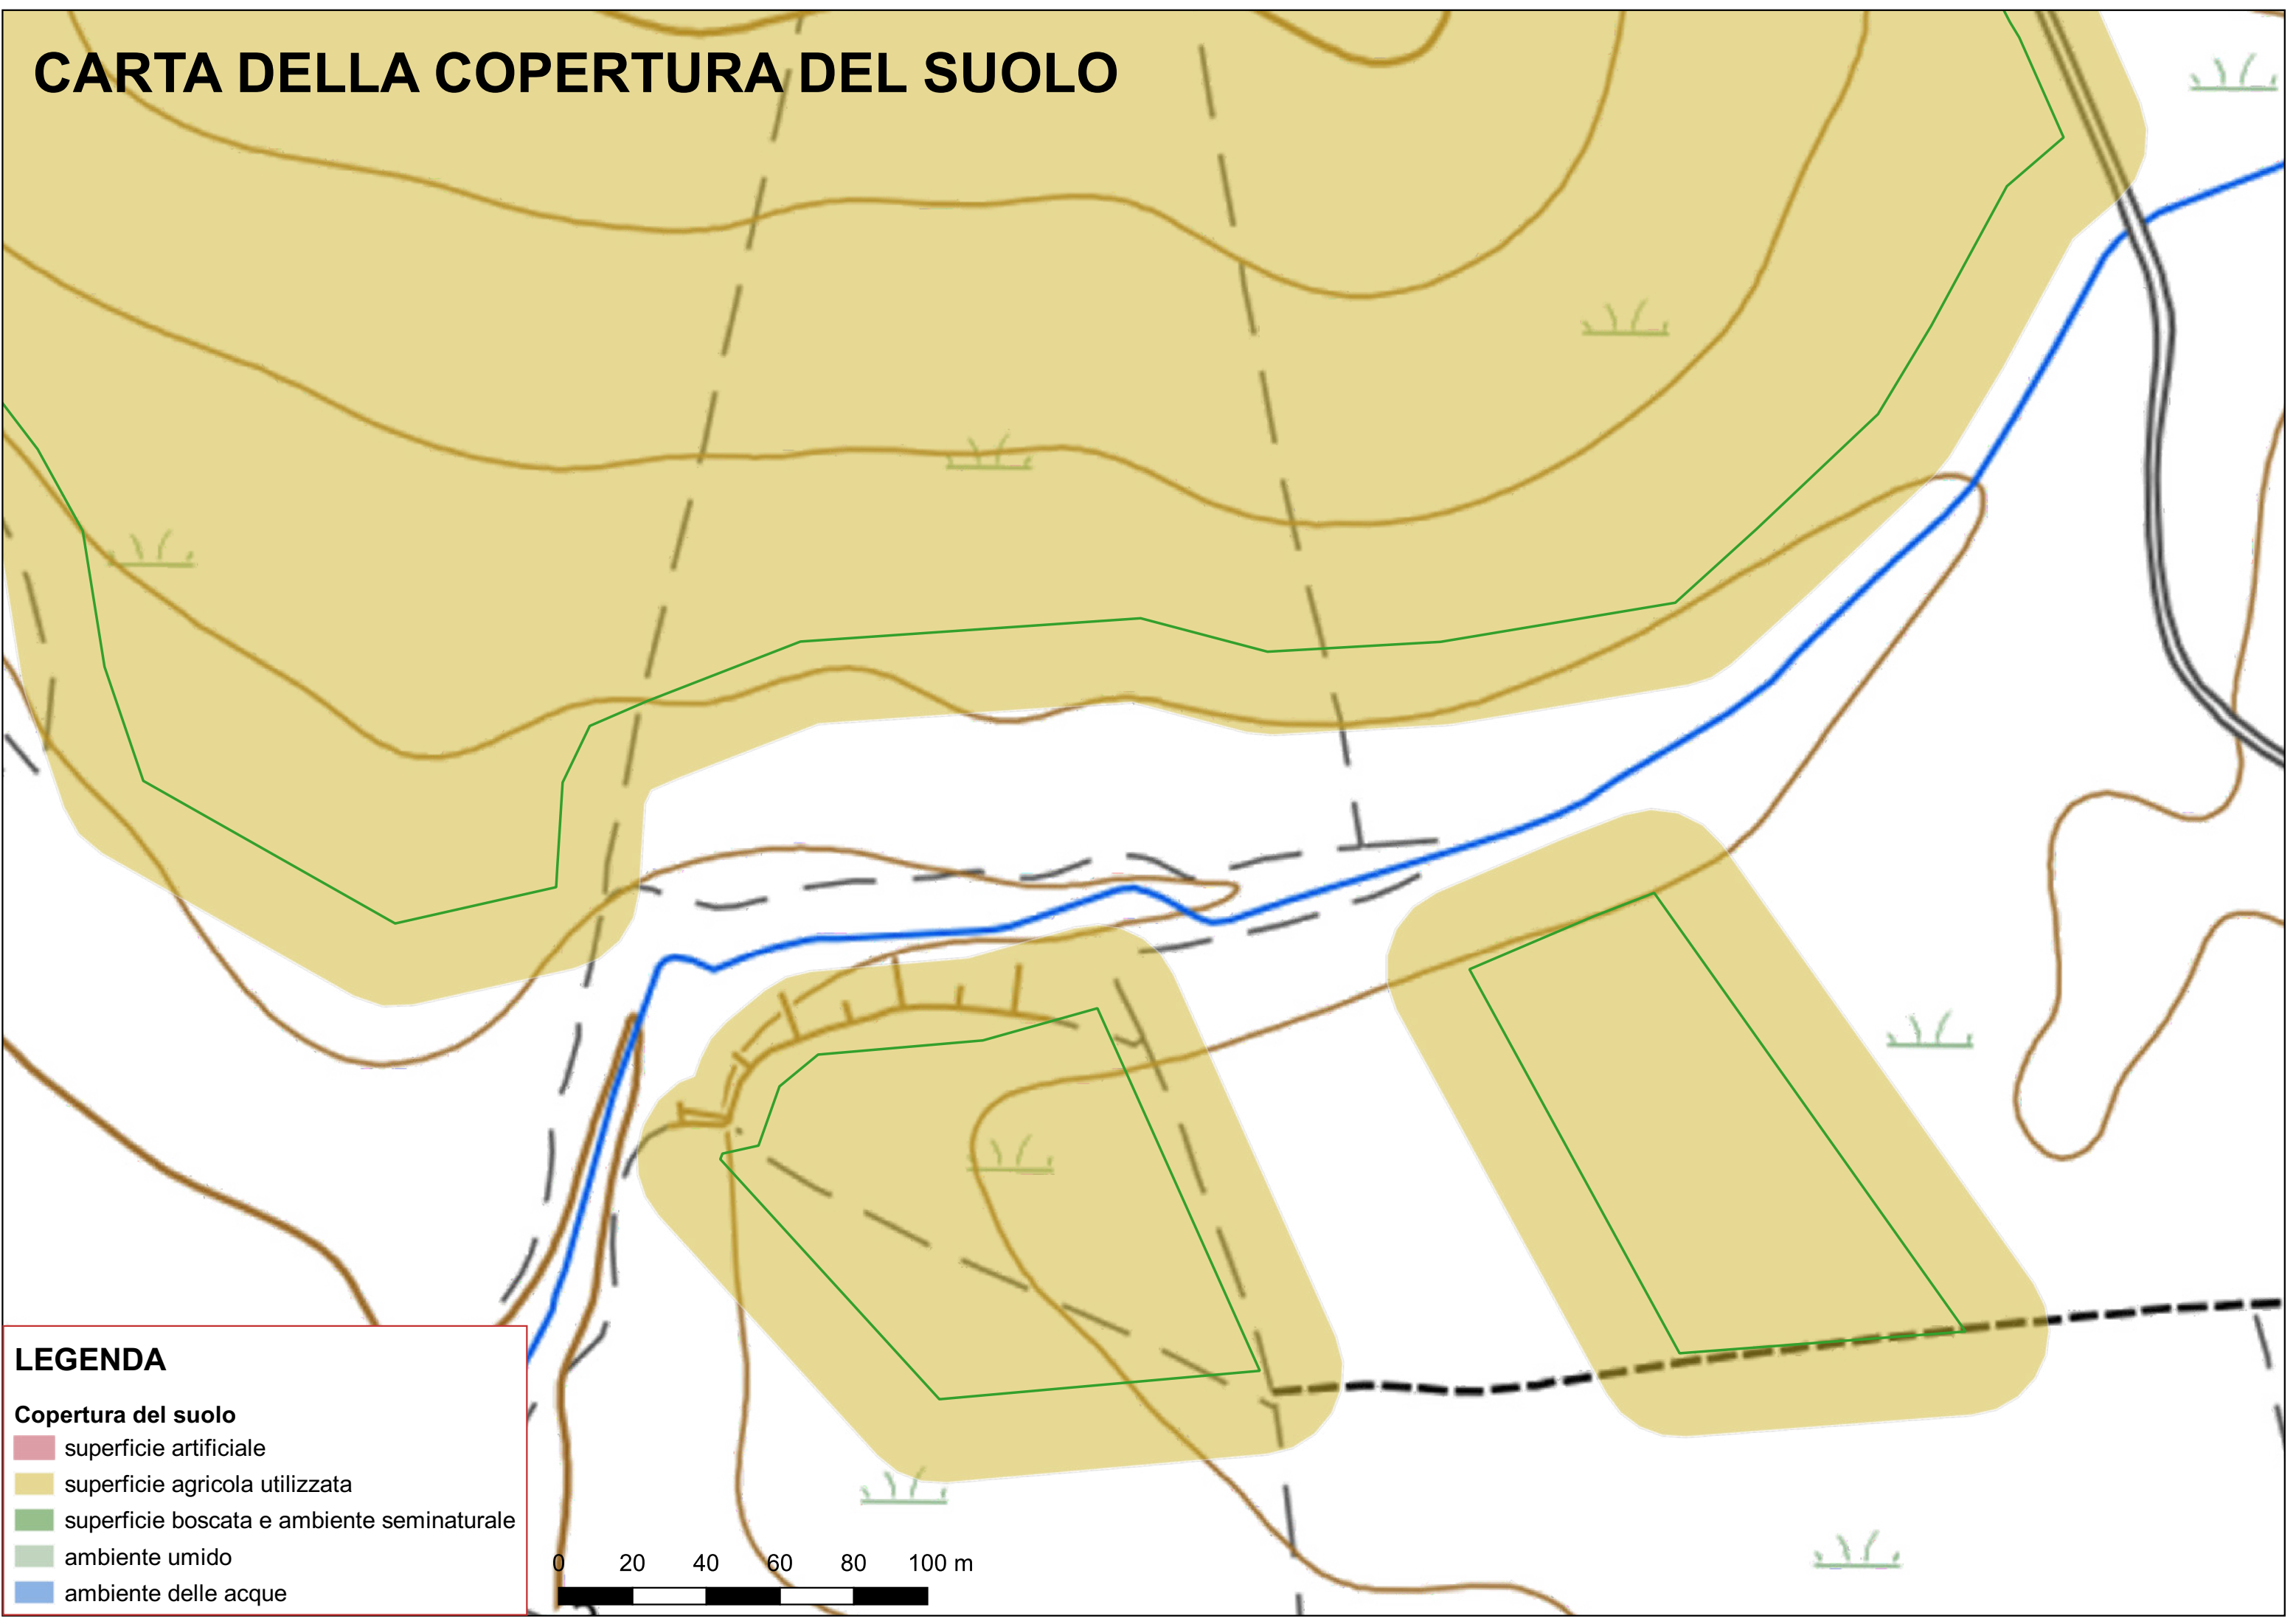 CARTA DELLA COPERTURA DEL SUOLO
LEGENDA
Copertura del suolo
superficie artificiale
superficie agricola utilizzata
superficie boscata e ambiente seminaturale
ambiente umido
ambiente delle acque
0 20 40 60 80 100 m